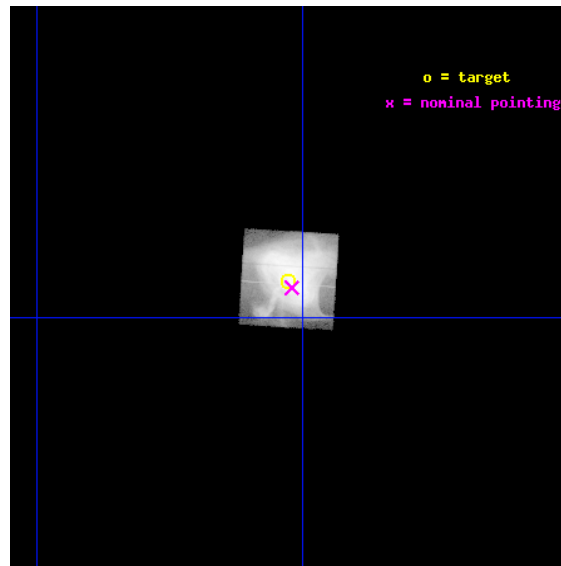 o = target
x = nominal pointing